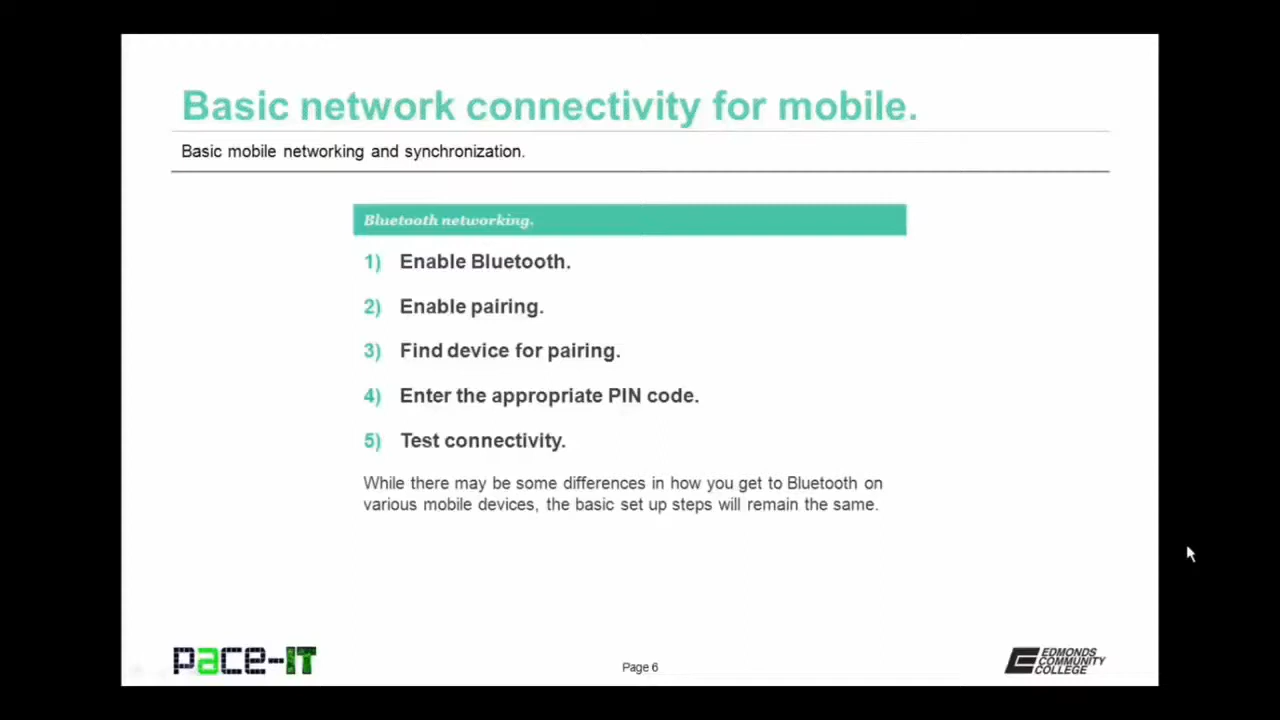 Basic network connectivity for mobile.
Basic mobile networking and synchronization.
Bluetooth networking.
1) Enable Bluetooth.
2) Enable pairing.
3) Find device for pairing.
4) Enter the appropriate PIN code.
5) Test connectivity.
While there may be some differences in how you get to Bluetooth on
various mobile devices, the basic set up steps will remain the same.
pace-IT
Page 6
EDMONDS
COMMUNITY
COLLEGE